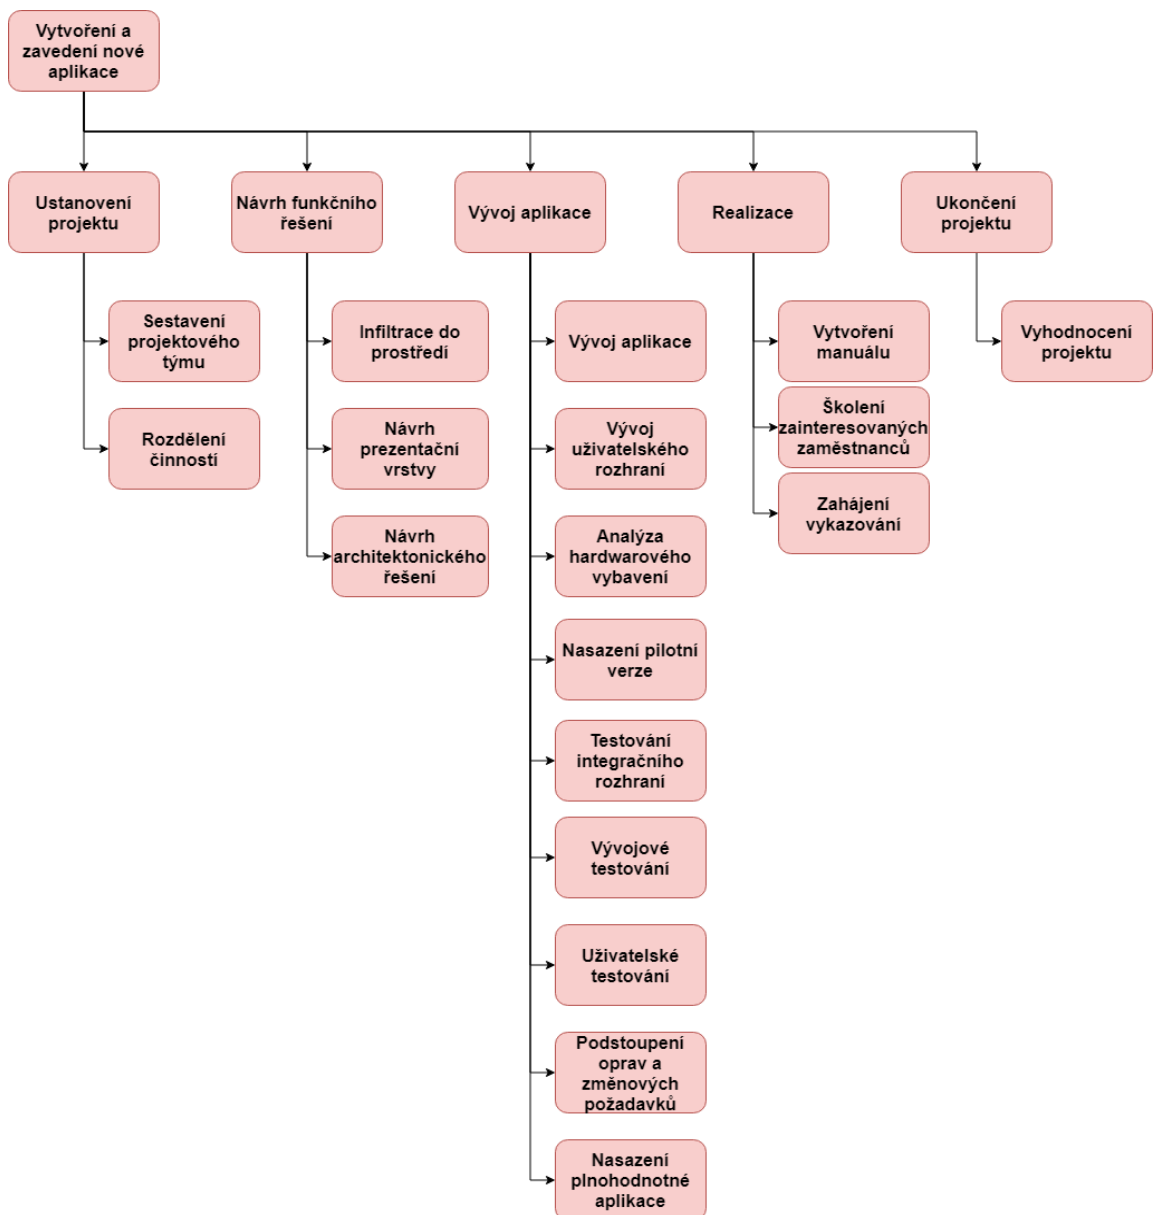 Vytvoření a
zavedení nové
aplikace
Ustanovení
projektu
Návrh funkčního
řešení
Vývoj aplikace
Realizace
Ukončení
projektu
Sestavení
projektového
týmu
Rozdělení
činností
Infiltrace do
prostředí
Návrh
prezentační
vrstvy
Návrh
architektonického
řešení
Vývoj aplikace
Vývoj
uživatelského
rozhraní
Analýza
hardwarového
vybavení
Nasazení pilotní
verze
Testování
integračního
rozhraní
Vývojové
testování
Uživatelské
testování
Podstoupení
oprav a
změnových
požadavků
Nasazení
plnohodnotné
aplikace
Vytvoření
manuálu
Školení
zainteresovaných
zaměstnanců
Zahájení
vykazování
Vyhodnocení
projektu